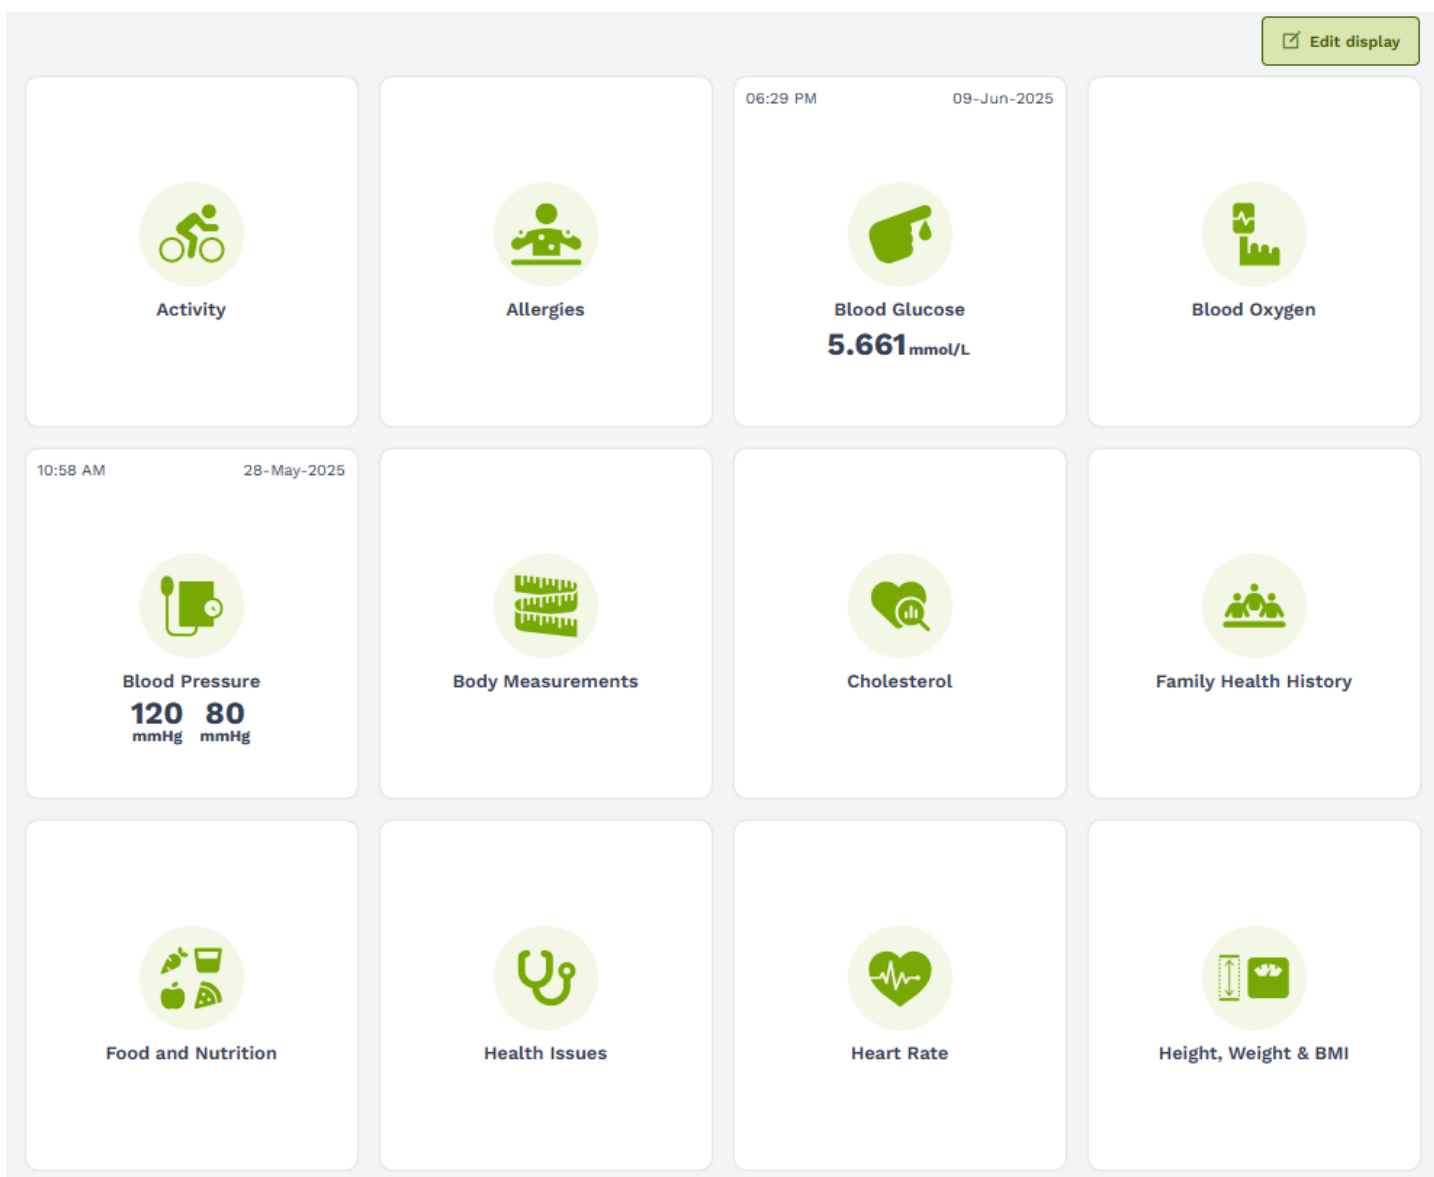 Edit display
Activity
Allergies
06:29 PM 09-Jun-2025
Blood Glucose
5.661 mmol/L
Blood Oxygen
10:58 AM 28-May-2025
Blood Pressure
120 80
mmHg mmHg
Body Measurements
Cholesterol
Family Health History
Food and Nutrition
Health Issues
Heart Rate
Height, Weight & BMI